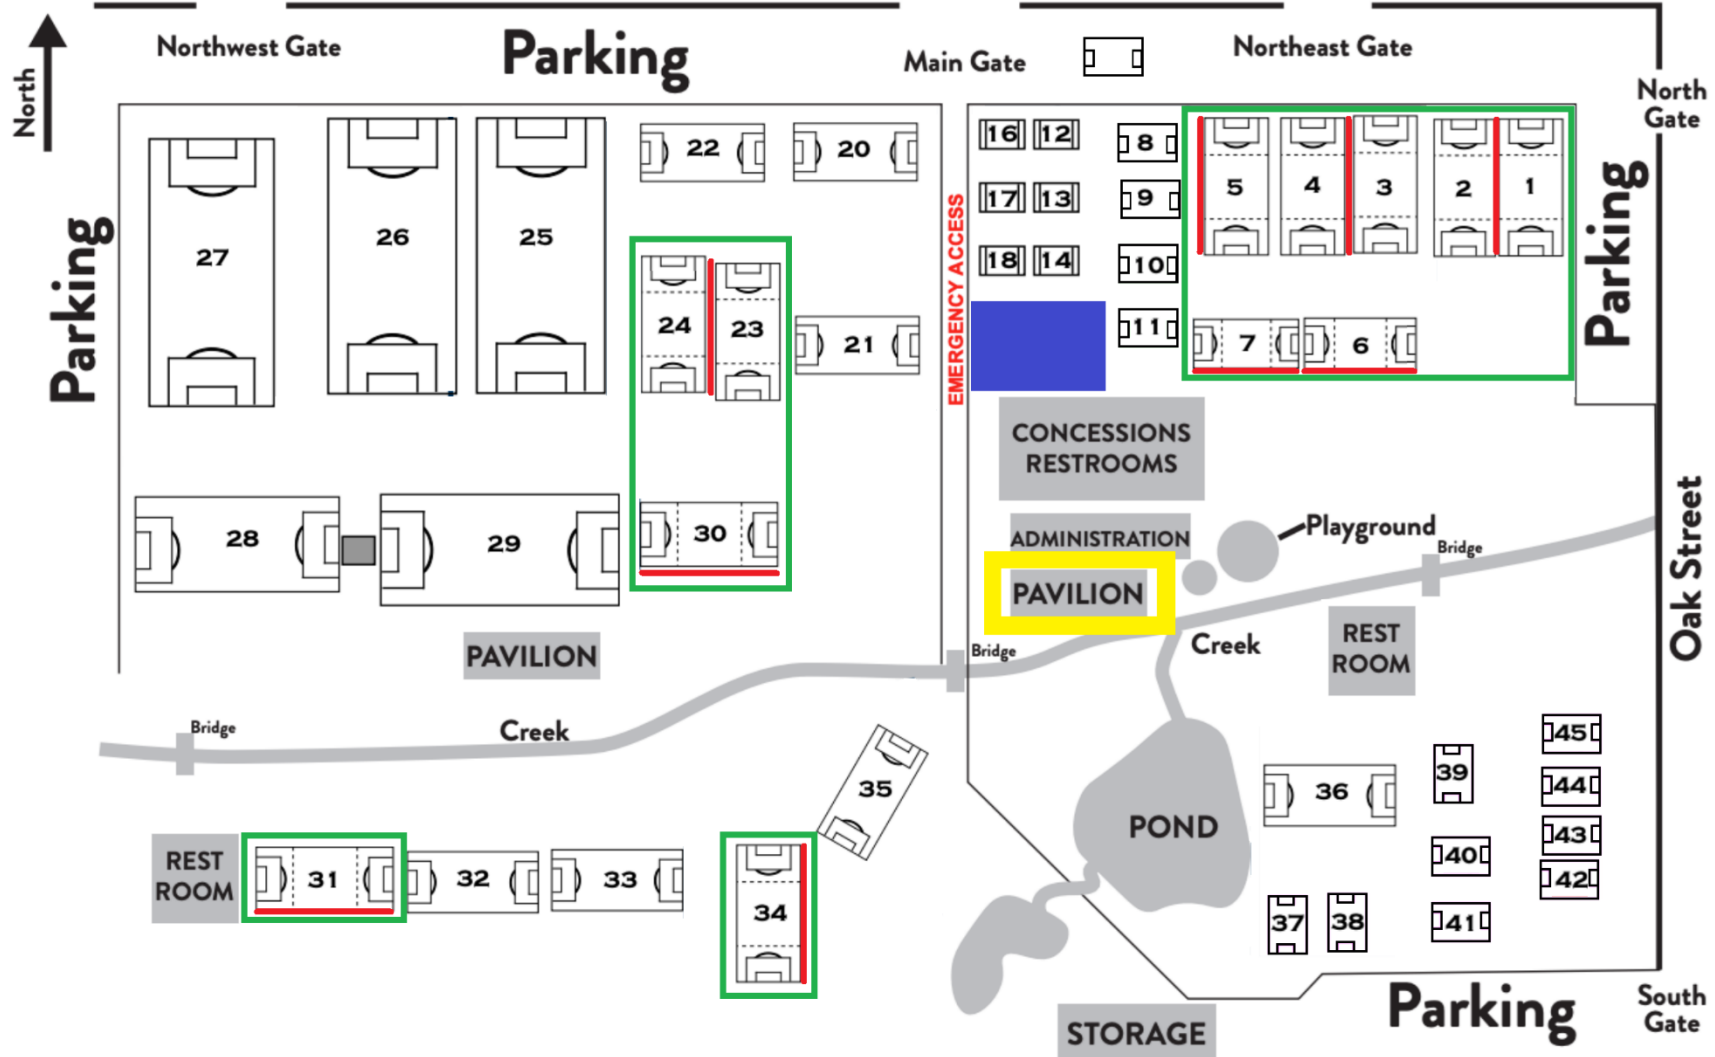 North
Northwest Gate
Parking
Main Gate
Northeast Gate
North
Gate
Parking
27
26
25
22
20
24
23
21
28
29
30
PAVILION
EMERGENCY ACCESS
16
12
8
17
13
9
18
14
10
11
5
4
3
2
1
7
6
Parking
CONCESSIONS
RESTROOMS
ADMINISTRATION
PAVILION
Playground
Bridge
Oak Street
Bridge
Creek
REST
ROOM
Bridge
Creek
REST
ROOM
31
32
33
34
35
POND
36
39
45
44
43
42
40
41
37
38
STORAGE
Parking
South
Gate